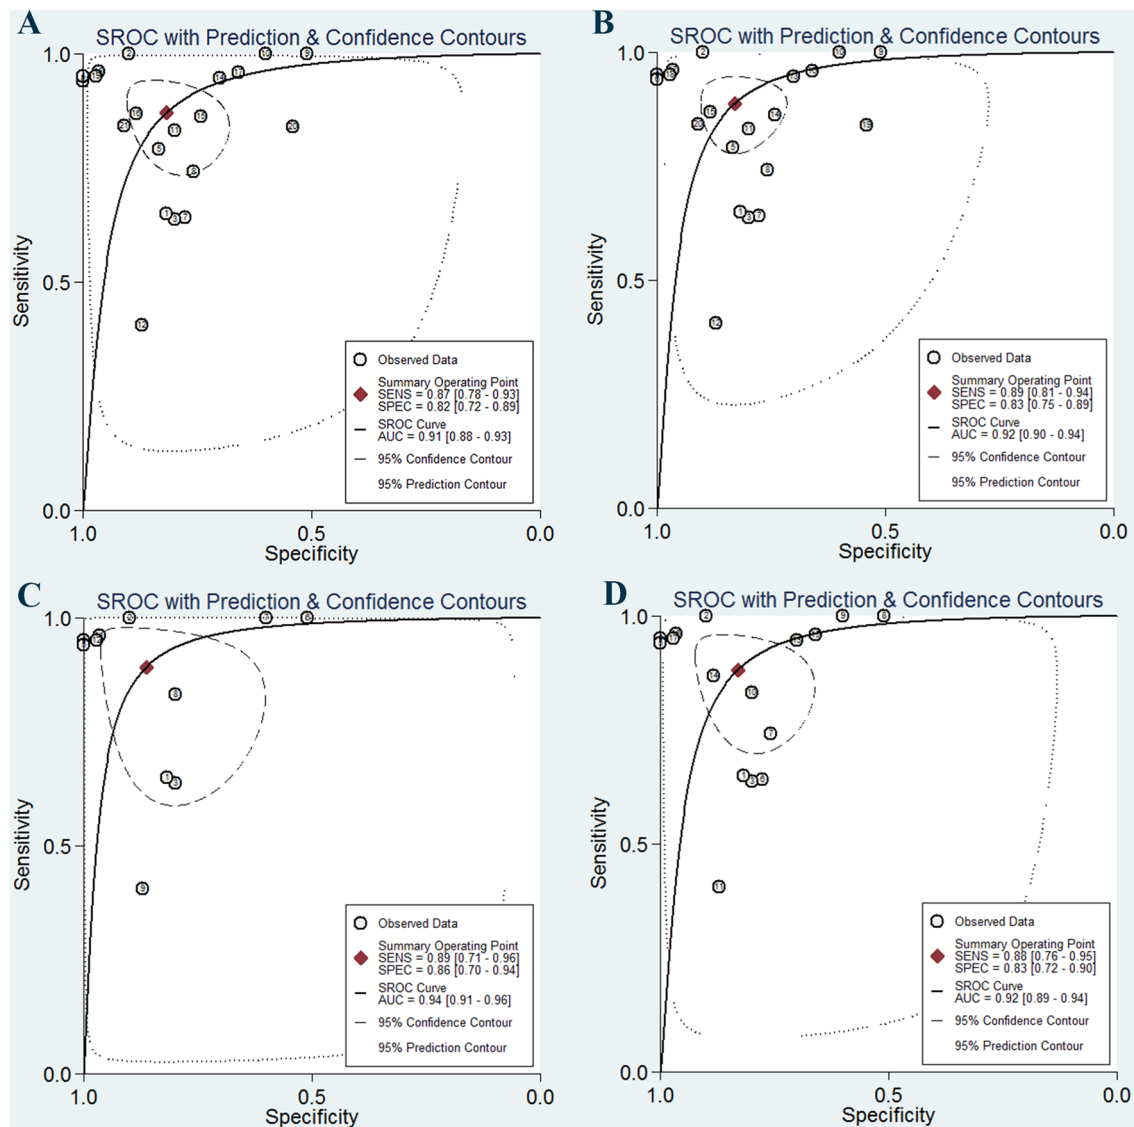 A
SROC with Prediction & Confidence Contours
1.0
0.5
0.0
Sensitivity
1.0
0.5
0.0
Specificity
Observed Data
Summary Operating Point
SENS = 0.87 [0.78 - 0.93]
SPEC = 0.82 [0.72 - 0.89]
SROC Curve
AUC = 0.91 [0.88 - 0.93]
95% Confidence Contour
95% Prediction Contour
B
SROC with Prediction & Confidence Contours
1.0
0.5
0.0
Sensitivity
1.0
0.5
0.0
Specificity
Observed Data
Summary Operating Point
SENS = 0.89 [0.81 - 0.94]
SPEC = 0.83 [0.75 - 0.89]
SROC Curve
AUC = 0.92 [0.90 - 0.94]
95% Confidence Contour
95% Prediction Contour
C
SROC with Prediction & Confidence Contours
1.0
0.5
0.0
Sensitivity
1.0
0.5
0.0
Specificity
Observed Data
Summary Operating Point
SENS = 0.89 [0.71 - 0.96]
SPEC = 0.86 [0.70 - 0.94]
SROC Curve
AUC = 0.94 [0.91 - 0.96]
95% Confidence Contour
95% Prediction Contour
D
SROC with Prediction & Confidence Contours
1.0
0.5
0.0
Sensitivity
1.0
0.5
0.0
Specificity
Observed Data
Summary Operating Point
SENS = 0.88 [0.76 - 0.95]
SPEC = 0.83 [0.72 - 0.90]
SROC Curve
AUC = 0.92 [0.89 - 0.94]
95% Confidence Contour
95% Prediction Contour